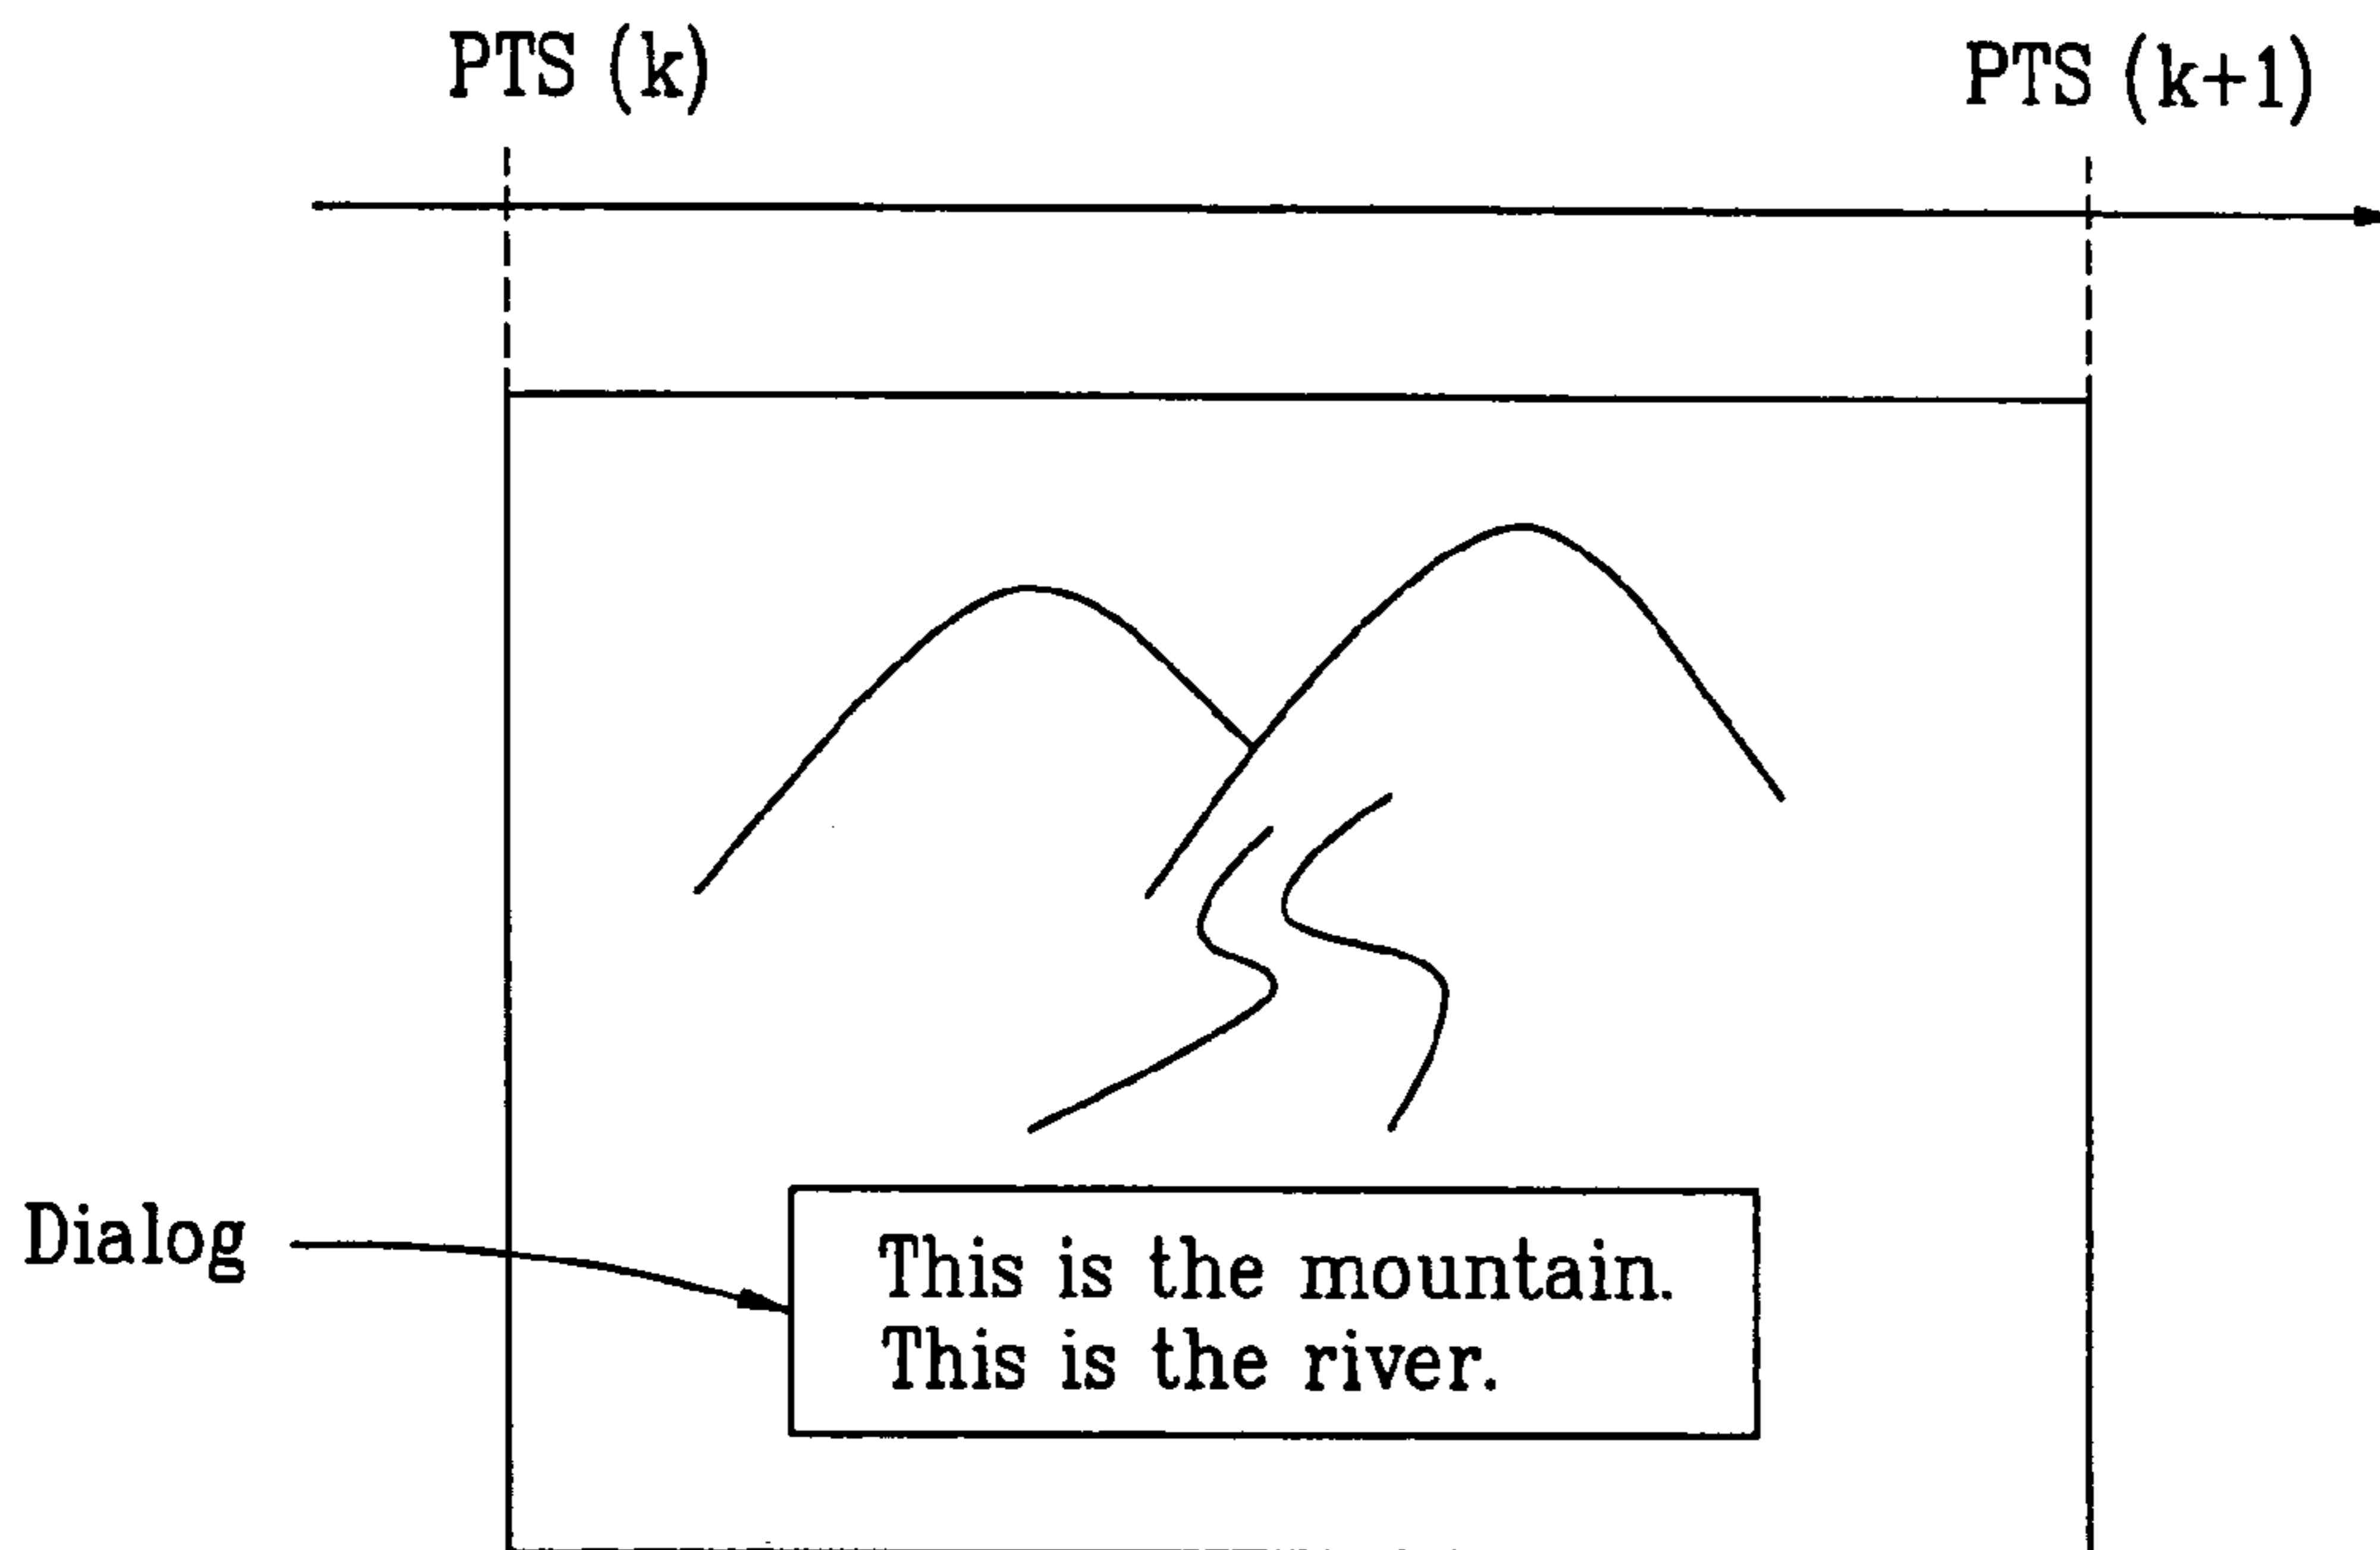 PTS (k)
PTS (k+1)
Dialog
This is the mountain.
This is the river.